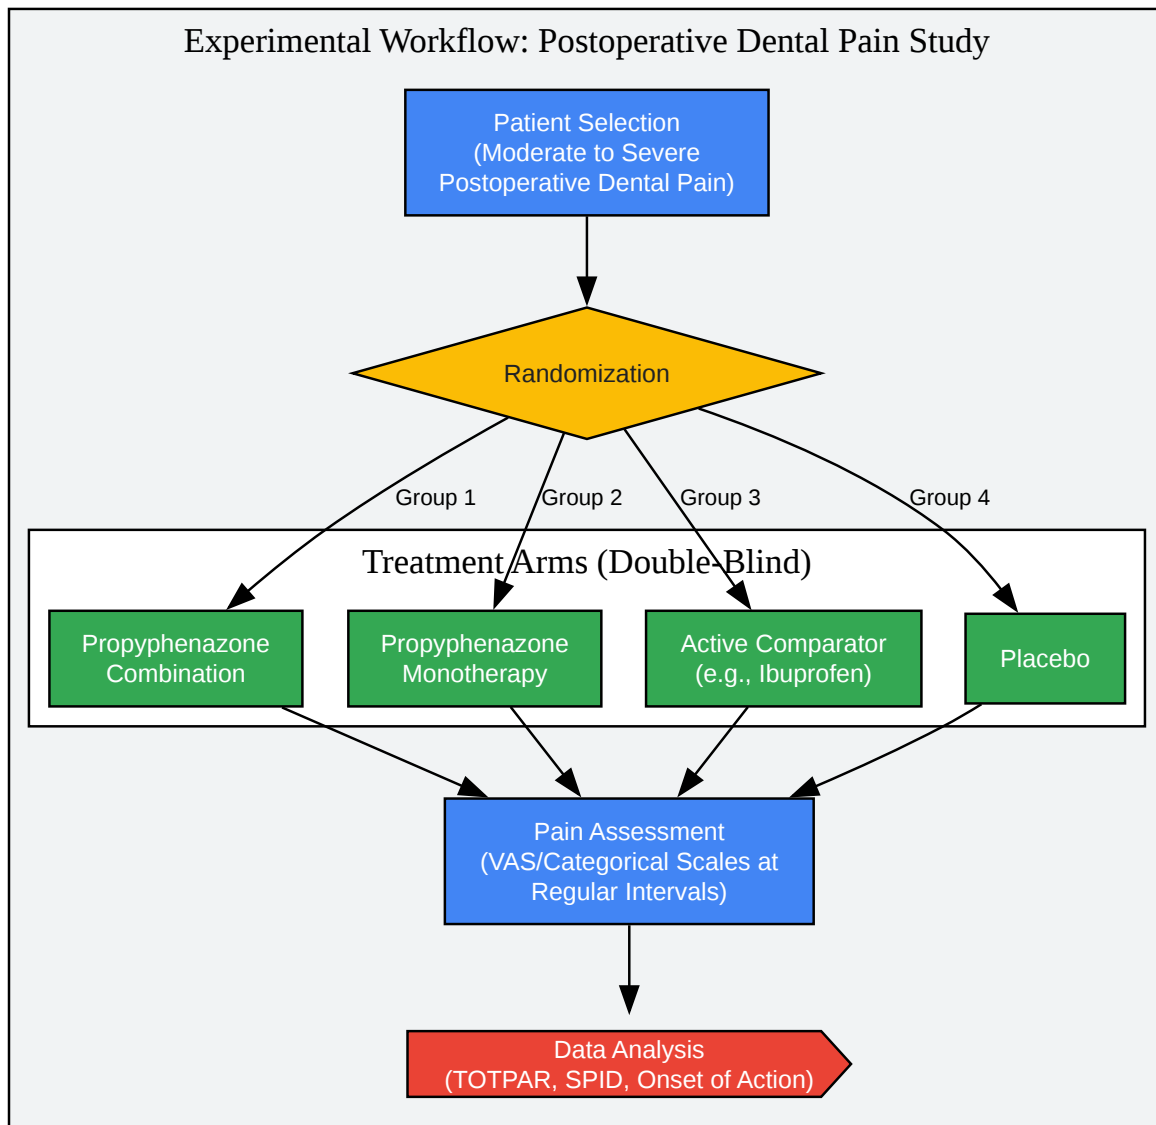 Experimental Workflow: Postoperative Dental Pain Study
Patient Selection
(Moderate to Severe
Postoperative Dental Pain)
Randomization
Group 1
Group 2
Group 3
Group 4
Treatment Arms (Double-Blind)
Propyphenazone
Combination
Propyphenazone
Monotherapy
Active Comparator
(e.g., Ibuprofen)
Placebo
Pain Assessment
(VAS/Categorical Scales at
Regular Intervals)
Data Analysis
(TOTPAR, SPID, Onset of Action)